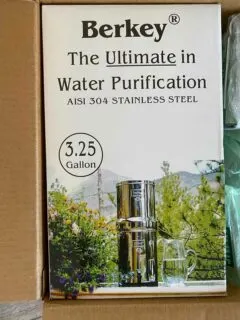 Berkey®
The Ultimate in
Water Purification
AISI 304 STAINLESS STEEL
3.25
Gallon